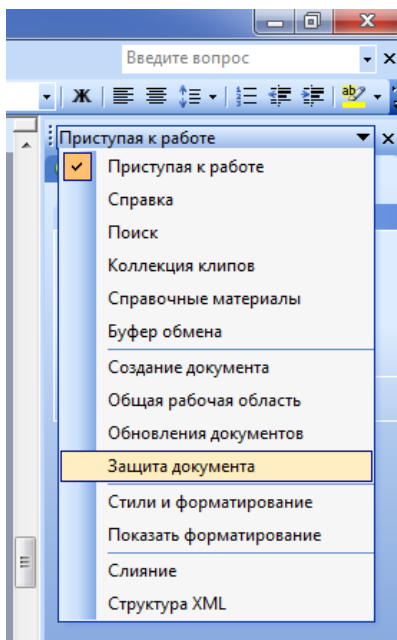 Введите вопрос
Ж
ab
Приступая к работе
Приступая к работе
Справка
Поиск
Коллекция клипов
Справочные материалы
Буфер обмена
Создание документа
Общая рабочая область
Обновления документов
Защита документа
Стили и форматирование
Показать форматирование
Слияние
Структура XML